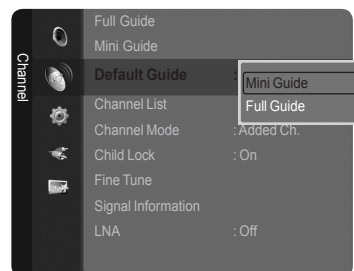 Channel
Full Guide
Mini Guide
Default Guide :
Mini Guide
Full Guide
Channel List
Channel Mode : Added Ch.
Child Lock : On
Fine Tune
Signal Information
LNA : Off